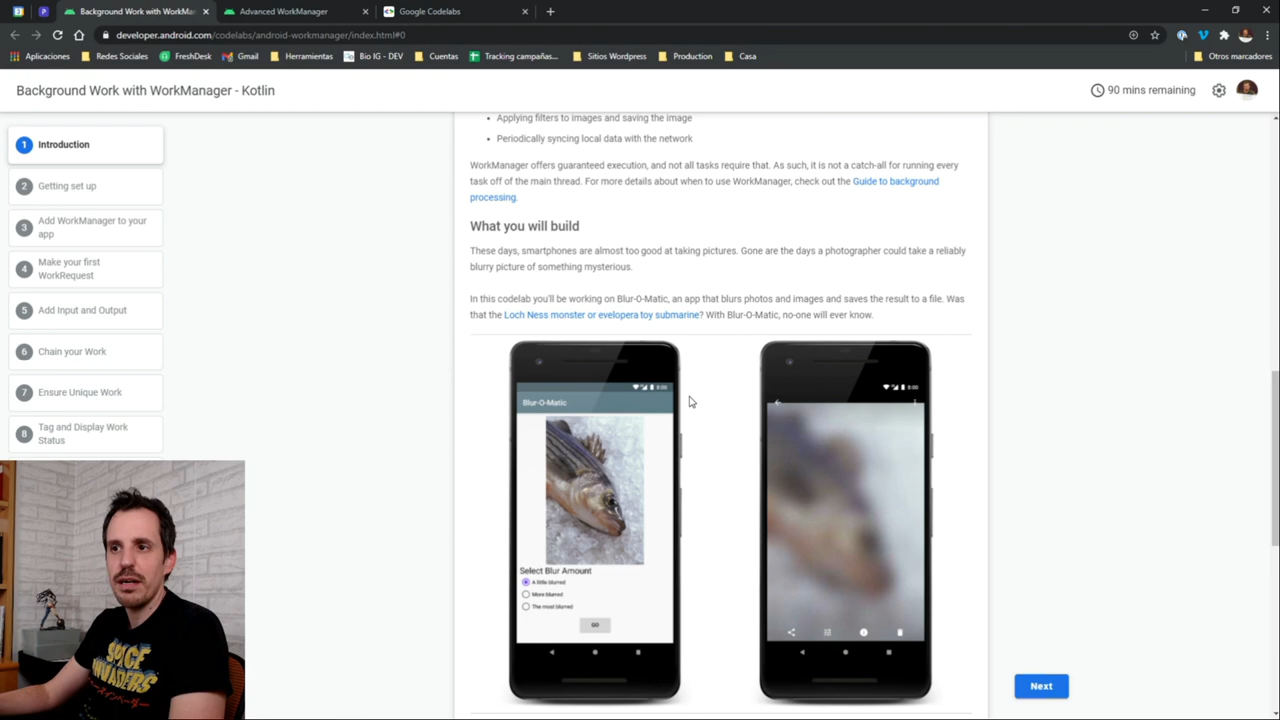 Background Work with WorkMan
Advanced WorkManager
Google Codelabs
developer.android.com/codelabs/android-workmanager/index.html#0
Aplicaciones
Redes Sociales
FreshDesk
Gmail
Herramientas
Bio IG - DEV
Cuentas
Tracking campañas...
Sitios Wordpress
Production
Casa
Otros marcadores
Background Work with WorkManager - Kotlin
90 mins remaining
1 Introduction
2 Getting set up
3 Add WorkManager to your
app
4 Make your first
WorkRequest
5 Add Input and Output
6 Chain your Work
7 Ensure Unique Work
8 Tag and Display Work
Status
• Applying filters to images and saving the image
• Periodically syncing local data with the network
WorkManager offers guaranteed execution, and not all tasks require that. As such, it is not a catch-all for running every
task off of the main thread. For more details about when to use WorkManager, check out the Guide to background
processing.
What you will build
These days, smartphones are almost too good at taking pictures. Gone are the days a photographer could take a reliably
blurry picture of something mysterious.
In this codelab you'll be working on Blur-O-Matic, an app that blurs photos and images and saves the result to a file. Was
that the Loch Ness monster or evelopera toy submarine? With Blur-O-Matic, no-one will ever know.
Blur-O-Matic
Select Blur Amount
A little blurred
More blurred
The most blurred
GO
Next
SPACE
INVADERS